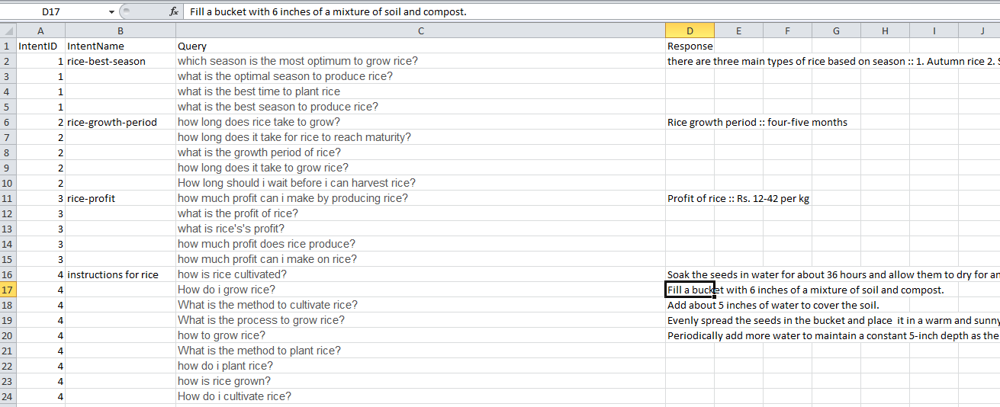 D17 fx Fill a bucket with 6 inches of a mixture of soil and compost.
A B C D E F G H I J
1 IntentID IntentName Query Response
2 1 rice-best-season which season is the most optimum to grow rice? there are three main types of rice based on season :: 1. Autumn rice 2. S
3 1 what is the optimal season to produce rice?
4 1 what is the best time to plant rice
5 1 what is the best season to produce rice?
6 2 rice-growth-period how long does rice take to grow? Rice growth period :: four-five months
7 2 how long does it take for rice to reach maturity?
8 2 what is the growth period of rice?
9 2 how long does it take to grow rice?
10 2 How long should i wait before i can harvest rice?
11 3 rice-profit how much profit can i make by producing rice? Profit of rice :: Rs. 12-42 per kg
12 3 what is the profit of rice?
13 3 what is rice's's profit?
14 3 how much profit does rice produce?
15 3 how much profit can i make on rice?
16 4 instructions for rice how is rice cultivated? Soak the seeds in water for about 36 hours and allow them to dry for an
17 4 How do i grow rice? Fill a bucket with 6 inches of a mixture of soil and compost.
18 4 What is the method to cultivate rice? Add about 5 inches of water to cover the soil.
19 4 What is the process to grow rice? Evenly spread the seeds in the bucket and place it in a warm and sunny
20 4 how to grow rice? Periodically add more water to maintain a constant 5-inch depth as the
21 4 What is the method to plant rice?
22 4 how do i plant rice?
23 4 how is rice grown?
24 4 How do i cultivate rice?